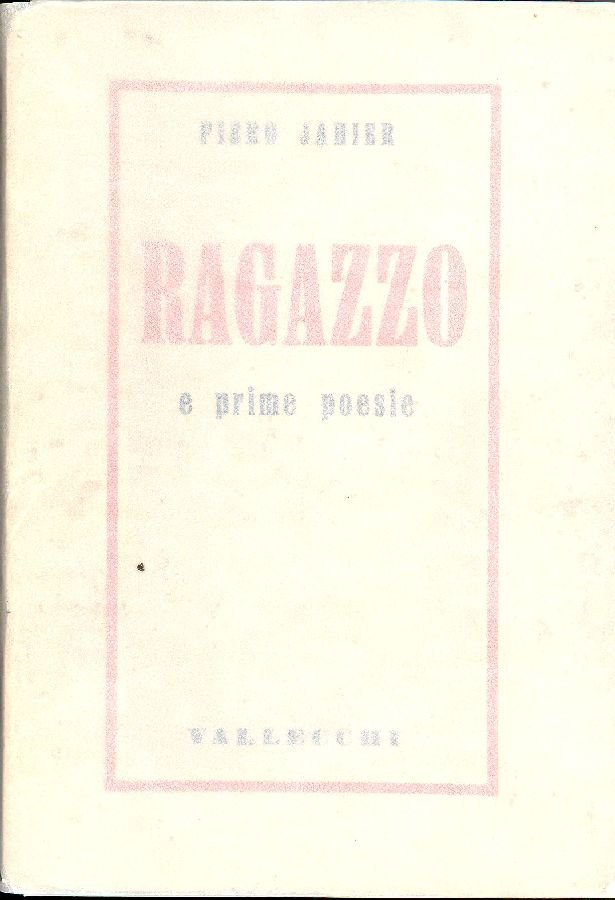 PIERO JAHIER
RAGAZZO
e prime poesie
VALLECCHI